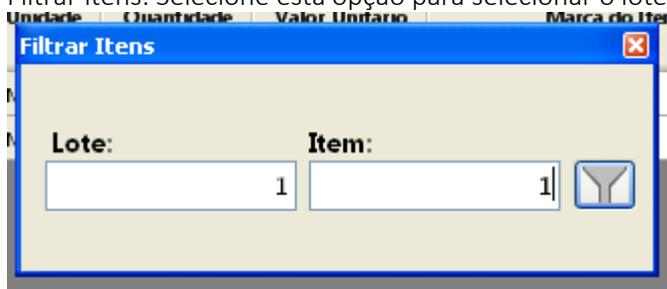 Filtrar Itens: Selecione esta opção para selecionar o lote
Unidade Quantidade Valor Unitário Marca do Ite
Filtrar Itens
Lote: Item:
1 1